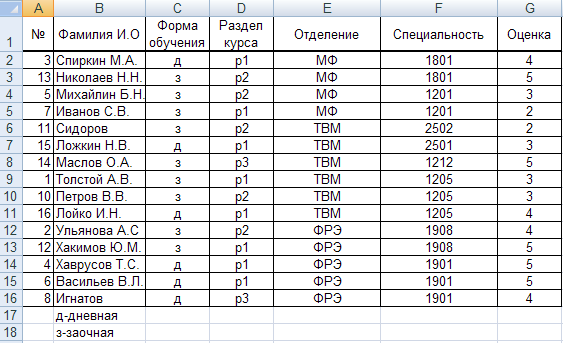 A B C D E F G
1 № Фамилия И.О Форма обучения Раздел курса Отделение Специальность Оценка
2 3 Спиркин М.А. д р1 МФ 1801 4
3 13 Николаев Н.Н. з р2 МФ 1801 5
4 5 Михайлин Б.Н. з р2 МФ 1201 3
5 7 Иванов С.В. з р1 МФ 1201 2
6 11 Сидоров з р2 ТВМ 2502 2
7 15 Ложкин Н.В. д р1 ТВМ 2501 3
8 14 Маслов О.А. з р3 ТВМ 1212 5
9 1 Толстой А.В. з р1 ТВМ 1205 3
10 10 Петров В.В. з р2 ТВМ 1205 3
11 16 Лойко И.Н. д р1 ТВМ 1205 4
12 2 Ульянова А.С з р2 ФРЭ 1908 4
13 12 Хакимов Ю.М. з р1 ФРЭ 1908 5
14 4 Хаврусов Т.С. д р1 ФРЭ 1901 5
15 6 Васильев В.Л. д р1 ФРЭ 1901 5
16 8 Игнатов д р3 ФРЭ 1901 4
17 д-дневная
18 з-заочная